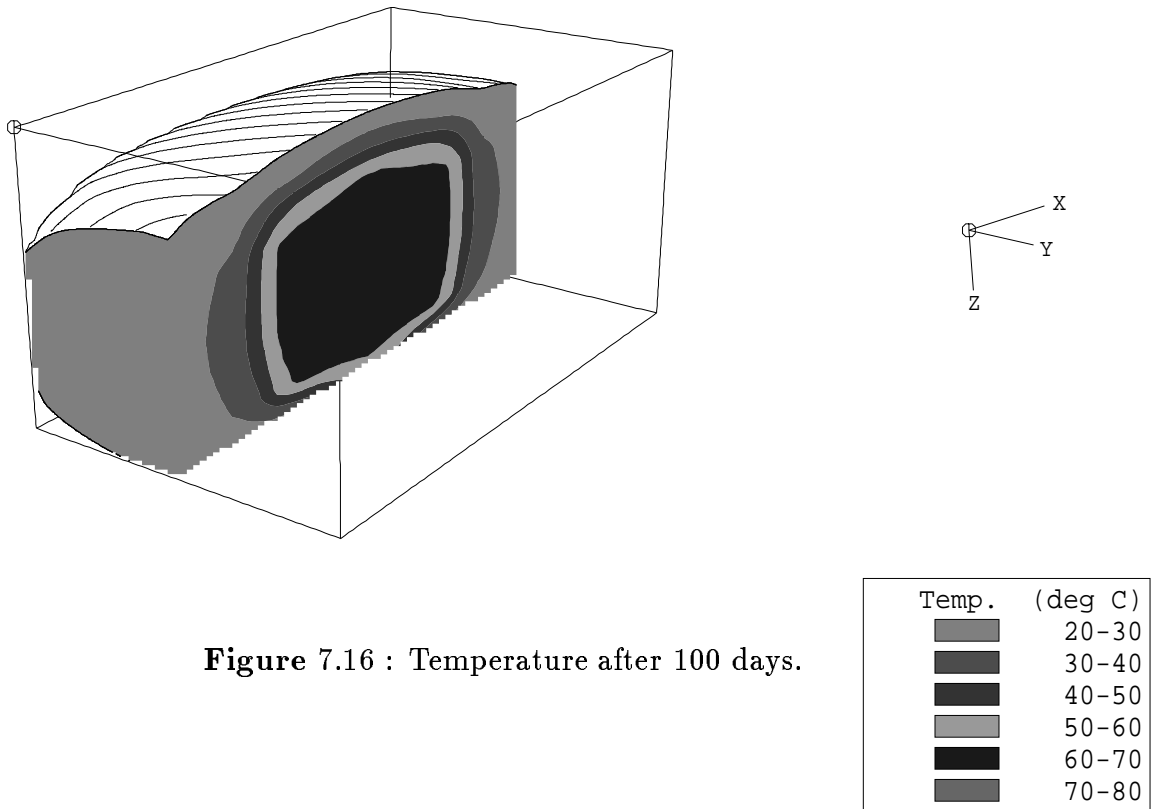 X
Y
Z
Temp. (deg C)
20-30
30-40
40-50
50-60
60-70
70-80
Figure 7.16 : Temperature after 100 days.